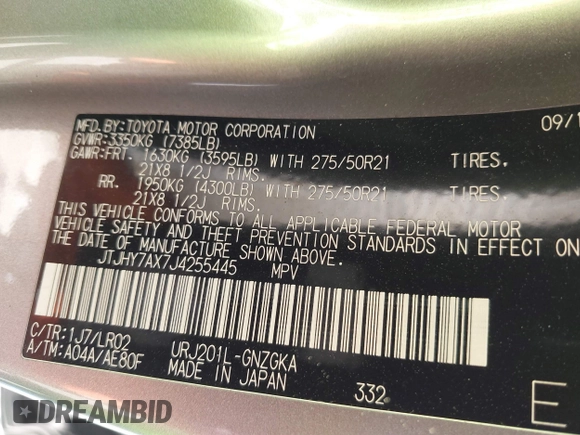 MFD.BY:TOYOTA MOTOR CORPORATION 09/1
GVWR:3350KG (7385LB)
GAWR:FRT. 1630KG (3595LB) WITH 275/50R21 TIRES.
21X8 1/2J RIMS.
RR. 1950KG (4300LB) WITH 275/50R21 TIRES.
21X8 1/2J RIMS.
THIS VEHICLE CONFORMS TO ALL APPLICABLE FEDERAL MOTOR
VEHICLE SAFETY AND THEFT PREVENTION STANDARDS IN EFFECT ON
THE DATE OF MANUFACTURE SHOWN ABOVE.
JTJHY7AX7J4255445 MPV
C/TR:1J7/LR02 URJ201L-GNZGKA
A/TM:A04A/AE80F MADE IN JAPAN 332 E
DREAMBID